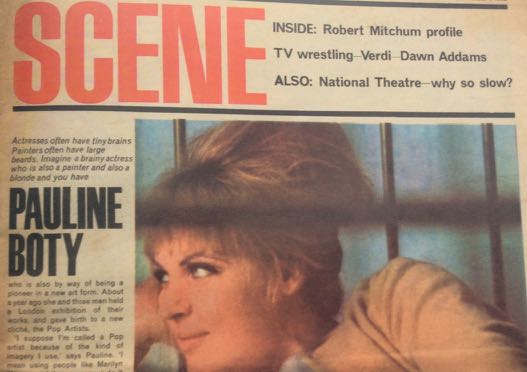 SCENE
INSIDE: Robert Mitchum profile
TV wrestling—Verdi—Dawn Addams
ALSO: National Theatre—why so slow?
Actresses often have tiny brains
Painters often have large
beards. Imagine a brainy actress
who is also a painter and also a
blonde and you have
PAULINE
BOTY
who is also by way of being a
pioneer in a new art form. About
a year ago she and three men held
a London exhibition of their
works, and gave birth to a new
cliché, the Pop Artists.
'I suppose I'm called a Pop
artist because of the kind of
imagery I use,' says Pauline. 'I
mean using people like Marilyn